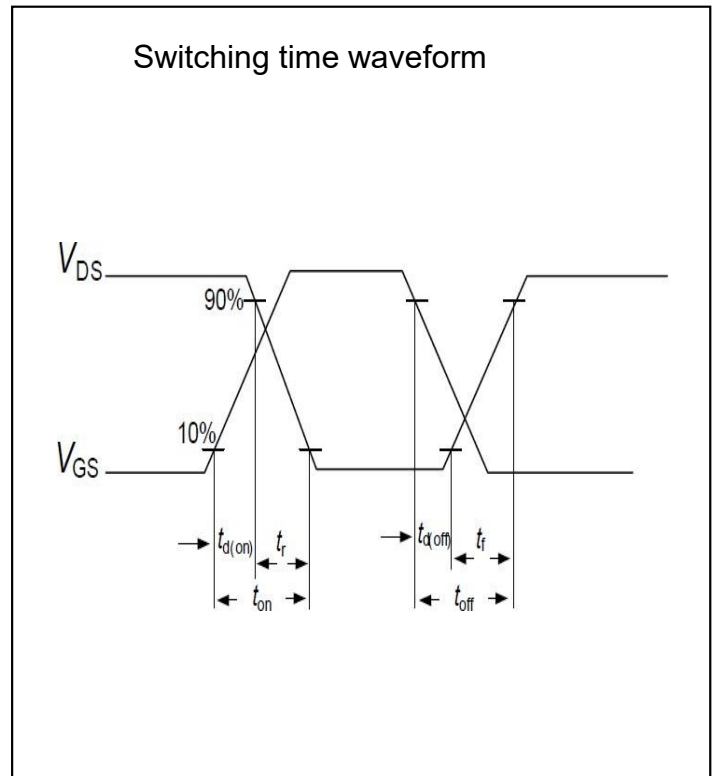 Switching time waveform
VDS
90%
10%
VGS
td(on) tr td(off) tf
ton toff